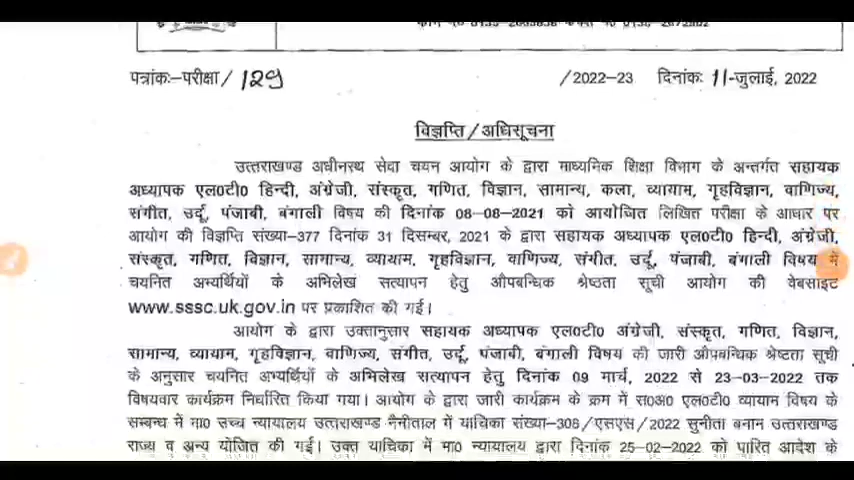 पत्रांकः–परीक्षा/129 /2022–23 दिनांकः 11–जुलाई, 2022
विज्ञप्ति/अधिसूचना
उत्तराखण्ड अधीनस्थ सेवा चयन आयोग के द्वारा माध्यमिक शिक्षा विभाग के अन्तर्गत सहायक
अध्यापक एल0टी0 हिन्दी, अंग्रेजी, संस्कृत, गणित, विज्ञान, सामान्य, कला, व्यायाम, गृहविज्ञान, वाणिज्य,
संगीत, उर्दू, पंजाबी, बंगाली विषय की दिनांक 08–08–2021 को आयोजित लिखित परीक्षा के आधार पर
आयोग की विज्ञप्ति संख्या–377 दिनांक 31 दिसम्बर, 2021 के द्वारा सहायक अध्यापक एल0टी0 हिन्दी, अंग्रेजी,
संस्कृत, गणित, विज्ञान, सामान्य, व्यायाम, गृहविज्ञान, वाणिज्य, संगीत, उर्दू, पंजाबी, बंगाली विषय में
चयनित अभ्यर्थियों के अभिलेख सत्यापन हेतु औपबन्धिक श्रेष्ठता सूची आयोग की वेबसाइट
www.sssc.uk.gov.in पर प्रकाशित की गई।
आयोग के द्वारा उक्तानुसार सहायक अध्यापक एल0टी0 अंग्रेजी, संस्कृत, गणित, विज्ञान,
सामान्य, व्यायाम, गृहविज्ञान, वाणिज्य, संगीत, उर्दू, पंजाबी, बंगाली विषय की जारी औपबन्धिक श्रेष्ठता सूची
के अनुसार चयनित अभ्यर्थियों के अभिलेख सत्यापन हेतु दिनांक 09 मार्च, 2022 से 23–03–2022 तक
विषयवार कार्यक्रम निर्धारित किया गया। आयोग के द्वारा जारी कार्यक्रम के क्रम में स0अ0 एल0टी0 व्यायाम विषय के
सम्बन्ध में मा0 उच्च न्यायालय उत्तराखण्ड नैनीताल में याचिका संख्या–306/एसएस/2022 सुनीता बनाम उत्तराखण्ड
राज्य व अन्य योजित की गई। उक्त याचिका में मा0 न्यायालय द्वारा दिनांक 25–02–2022 को पारित आदेश के